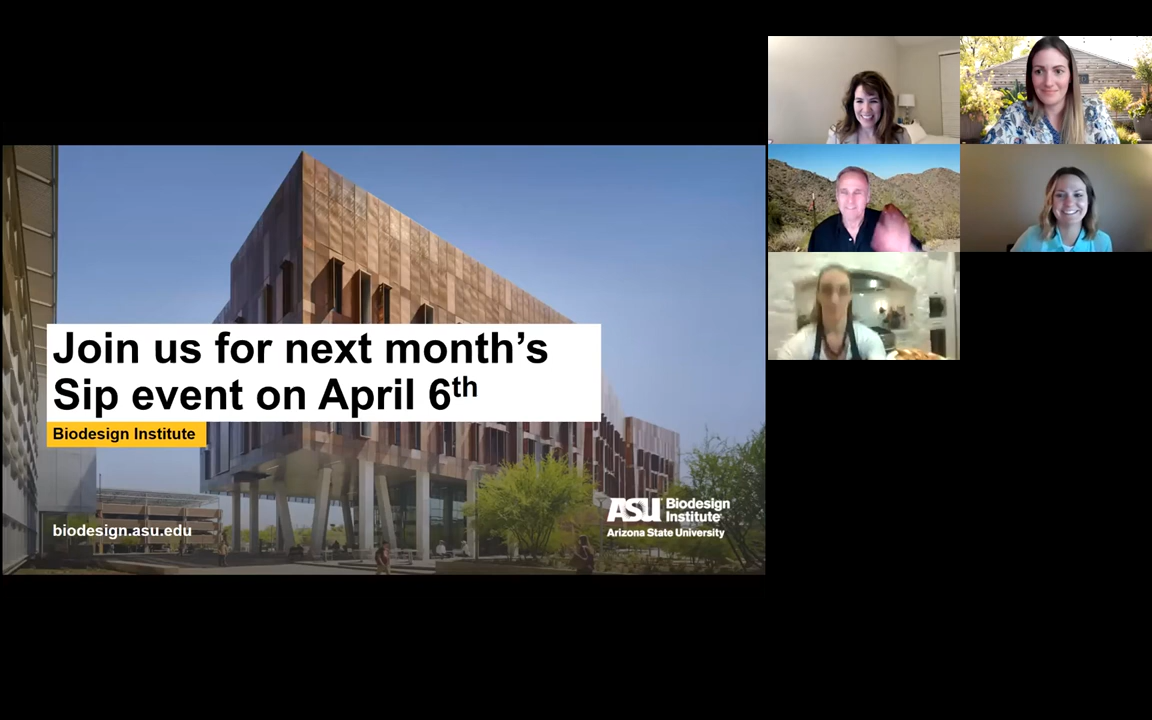 Join us for next month's
Sip event on April 6th
Biodesign Institute
biodesign.asu.edu
ASU Biodesign
Institute
Arizona State University